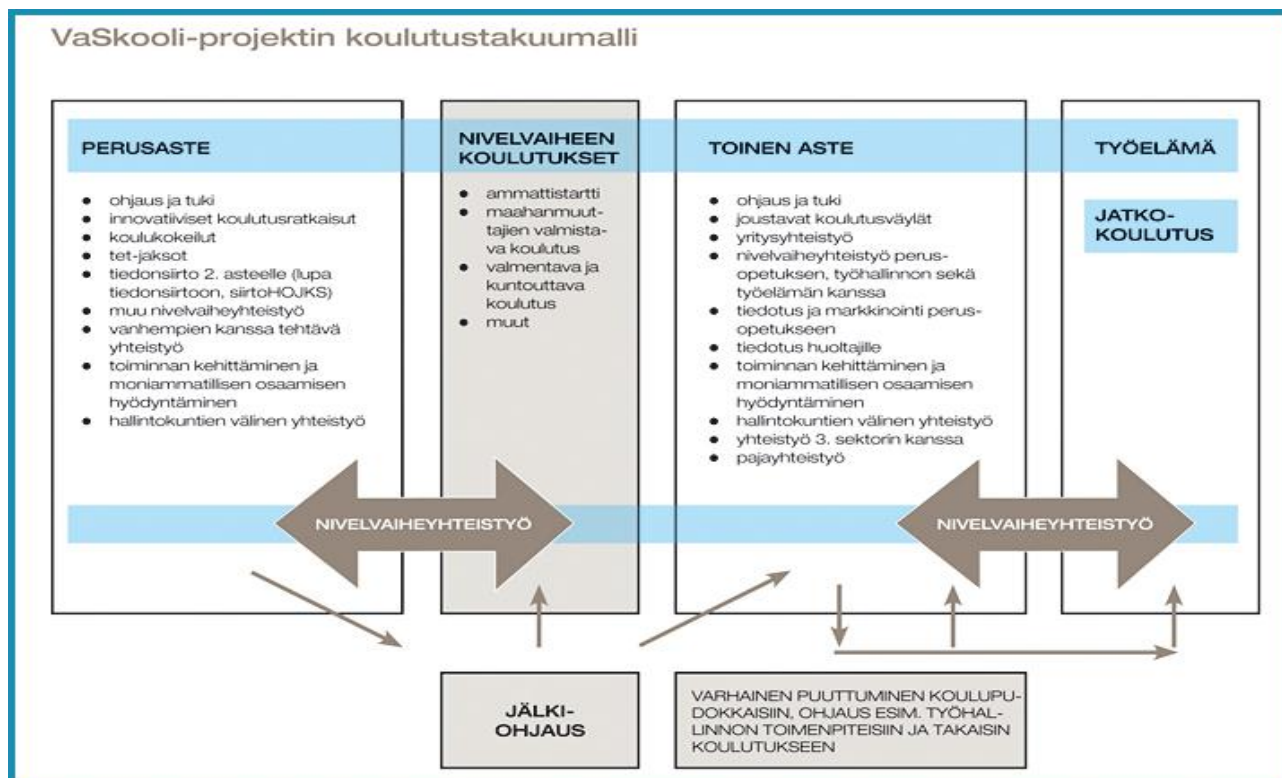 VaSkooli-projektin koulutustakuumalli
PERUSASTE
● ohjaus ja tuki
● innovatiiviset koulutusratkaisut
● koulukokeilut
● tet-jaksot
● tiedonsiirto 2. asteelle (lupa
tiedonsiirtoon, siirtoHOJKS)
● muu nivelvaiheyhteistyö
● vanhempien kanssa tehtävä
yhteistyö
● toiminnan kehittäminen ja
moniammatillisen osaamisen
hyödyntäminen
● hallintokuntien välinen yhteistyö
NIVELVAIHEEN
KOULUTUKSET
● ammattistartti
● maahanmuut-
tajien valmista-
va koulutus
● valmentava ja
kuntouttava
koulutus
● muut
TOINEN ASTE
● ohjaus ja tuki
● joustavat koulutusväylät
● yritysyhteistyö
● nivelvaiheyhteistyö perus-
opetuksen, työhallinnon sekä
työelämän kanssa
● tiedotus ja markkinointi perus-
opetukseen
● tiedotus huoltajille
● toiminnan kehittäminen ja
moniammatillisen osaamisen
hyödyntäminen
● hallintokuntien välinen yhteistyö
● yhteistyö 3. sektorin kanssa
● pajayhteistyö
TYÖELÄMÄ
JATKO-
KOULUTUS
NIVELVAIHEYHTEISTYÖ
NIVELVAIHEYHTEISTYÖ
JÄLKI-
OHJAUS
VARHAINEN PUUTTUMINEN KOULUPU-
DOKKAISIIN, OHJAUS ESIM. TYÖHAL-
LINNON TOIMENPITEISIIN JA TAKAISIN
KOULUTUKSEEN